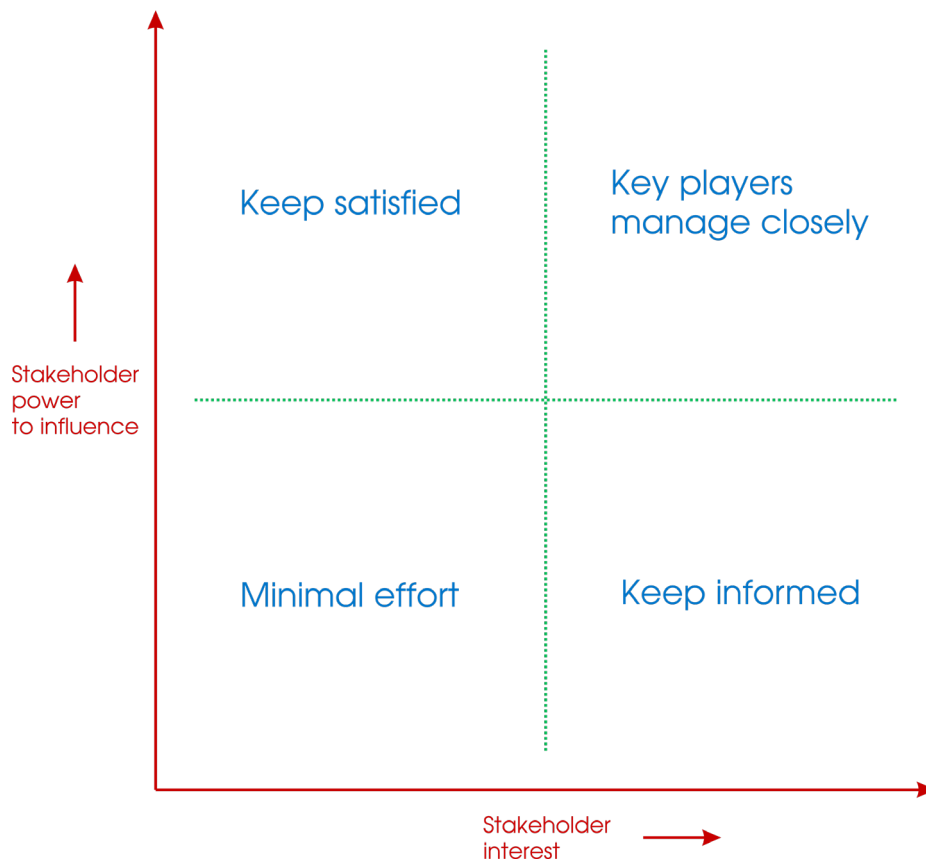 Keep satisfied
Key players
manage closely
Stakeholder
power
to influence
Minimal effort
Keep informed
Stakeholder
interest